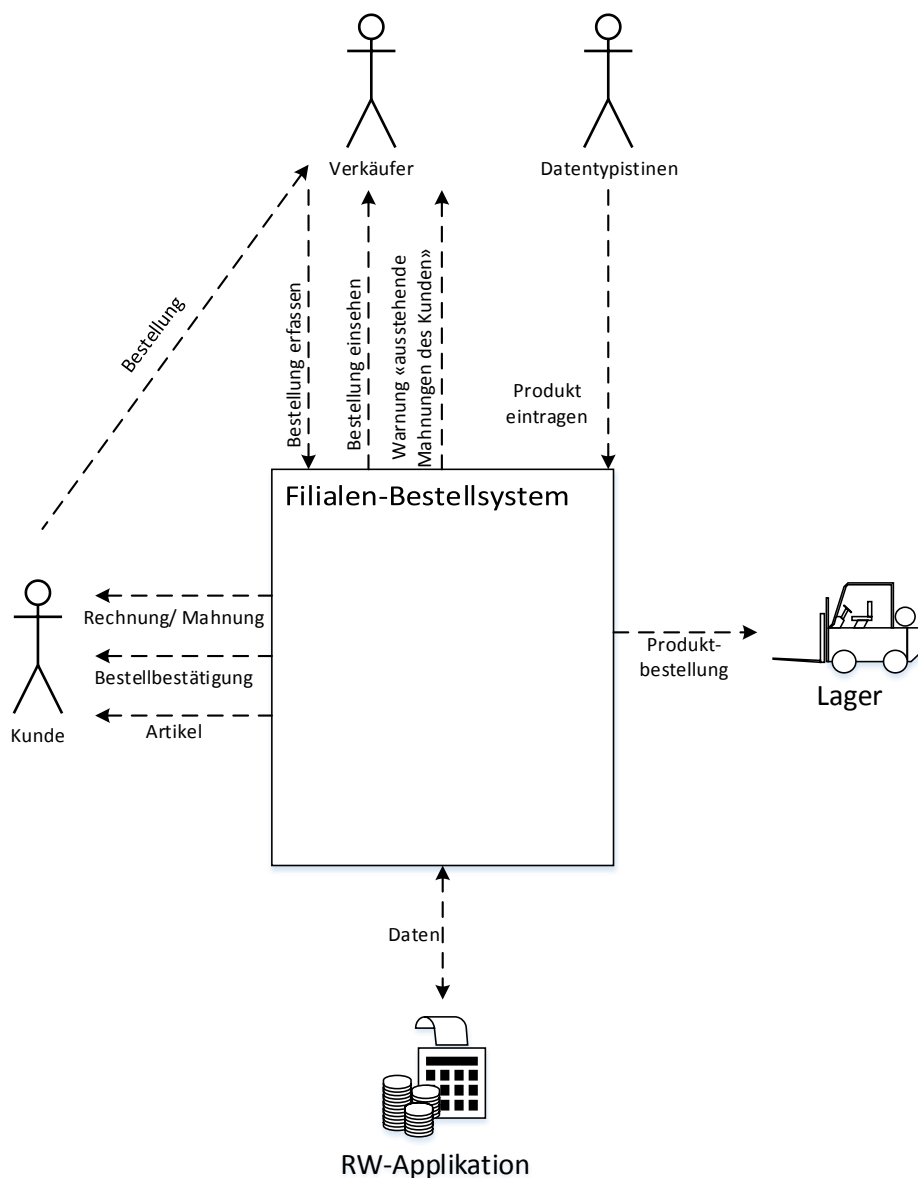 Verkäufer
Datentypistinen
Bestellung
Bestellung erfassen
Bestellung einsehen
Warnung «ausstehende
Mahnungen des Kunden»
Produkt
eintragen
Filialen-Bestellsystem
Rechnung/ Mahnung
Bestellbestätigung
Artikel
Kunde
Produkt-
bestellung
Lager
Daten
RW-Applikation